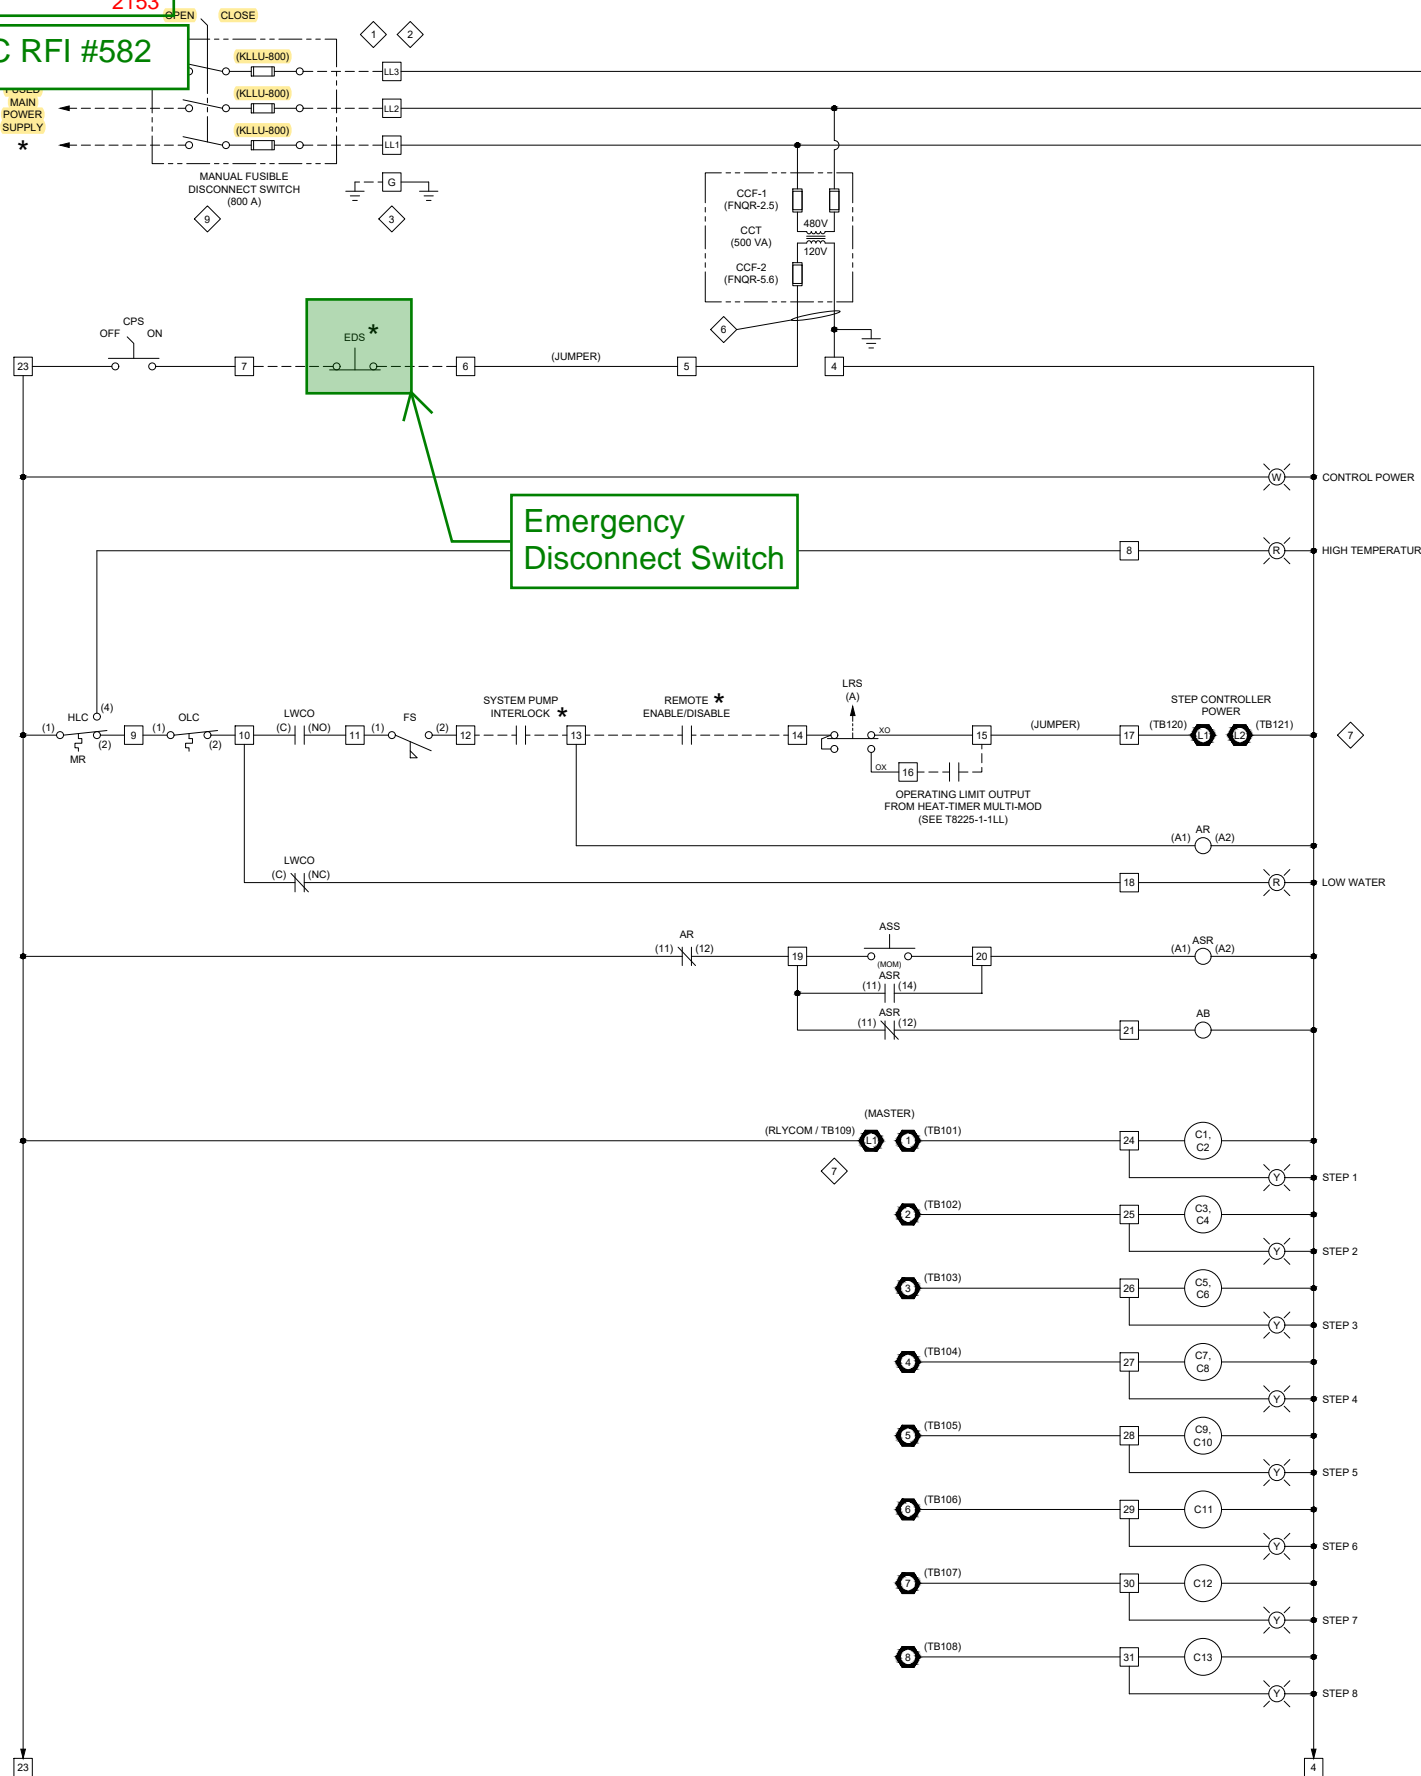 2153
OPEN CLOSE
C RFI #582
(KLLU-800)
LL3
MAIN
POWER
SUPPLY
*
(KLLU-800)
LL2
(KLLU-800)
LL1
1 2
MANUAL FUSIBLE
DISCONNECT SWITCH
(800 A)
9
G
3
CCF-1
(FNQR-2.5)
480V
CCT
(500 VA)
120V
CCF-2
(FNQR-5.6)
6
CPS
OFF ON
EDS *
23 7 6 (JUMPER) 5 4
W CONTROL POWER
Emergency
Disconnect Switch
8 R HIGH TEMPERATUR
HLC (4)
(1) (2)
MR
9
OLC
(1) (2)
10
LWCO
(C) (NO)
11
FS
(1) (2)
12
SYSTEM PUMP
INTERLOCK *
13
REMOTE *
ENABLE/DISABLE
14
LRS
(A)
XO
OX
15
16
(JUMPER)
17
STEP CONTROLLER
POWER
(TB120) L1 L2 (TB121)
7
OPERATING LIMIT OUTPUT
FROM HEAT-TIMER MULTI-MOD
(SEE T8225-1-1LL)
AR
(A1) (A2)
LWCO
(C) (NC)
18 R LOW WATER
AR
(11) (12)
19
ASS
(MOM)
20
ASR
(A1) (A2)
ASR
(11) (14)
ASR
(11) (12)
21
AB
(MASTER)
(RLYCOM / TB109) L1 1 (TB101) 24 C1,
C2
7
Y STEP 1
2 (TB102) 25 C3,
C4
Y STEP 2
3 (TB103) 26 C5,
C6
Y STEP 3
4 (TB104) 27 C7,
C8
Y STEP 4
5 (TB105) 28 C9,
C10
Y STEP 5
6 (TB106) 29 C11
Y STEP 6
7 (TB107) 30 C12
Y STEP 7
8 (TB108) 31 C13
Y STEP 8
23 4